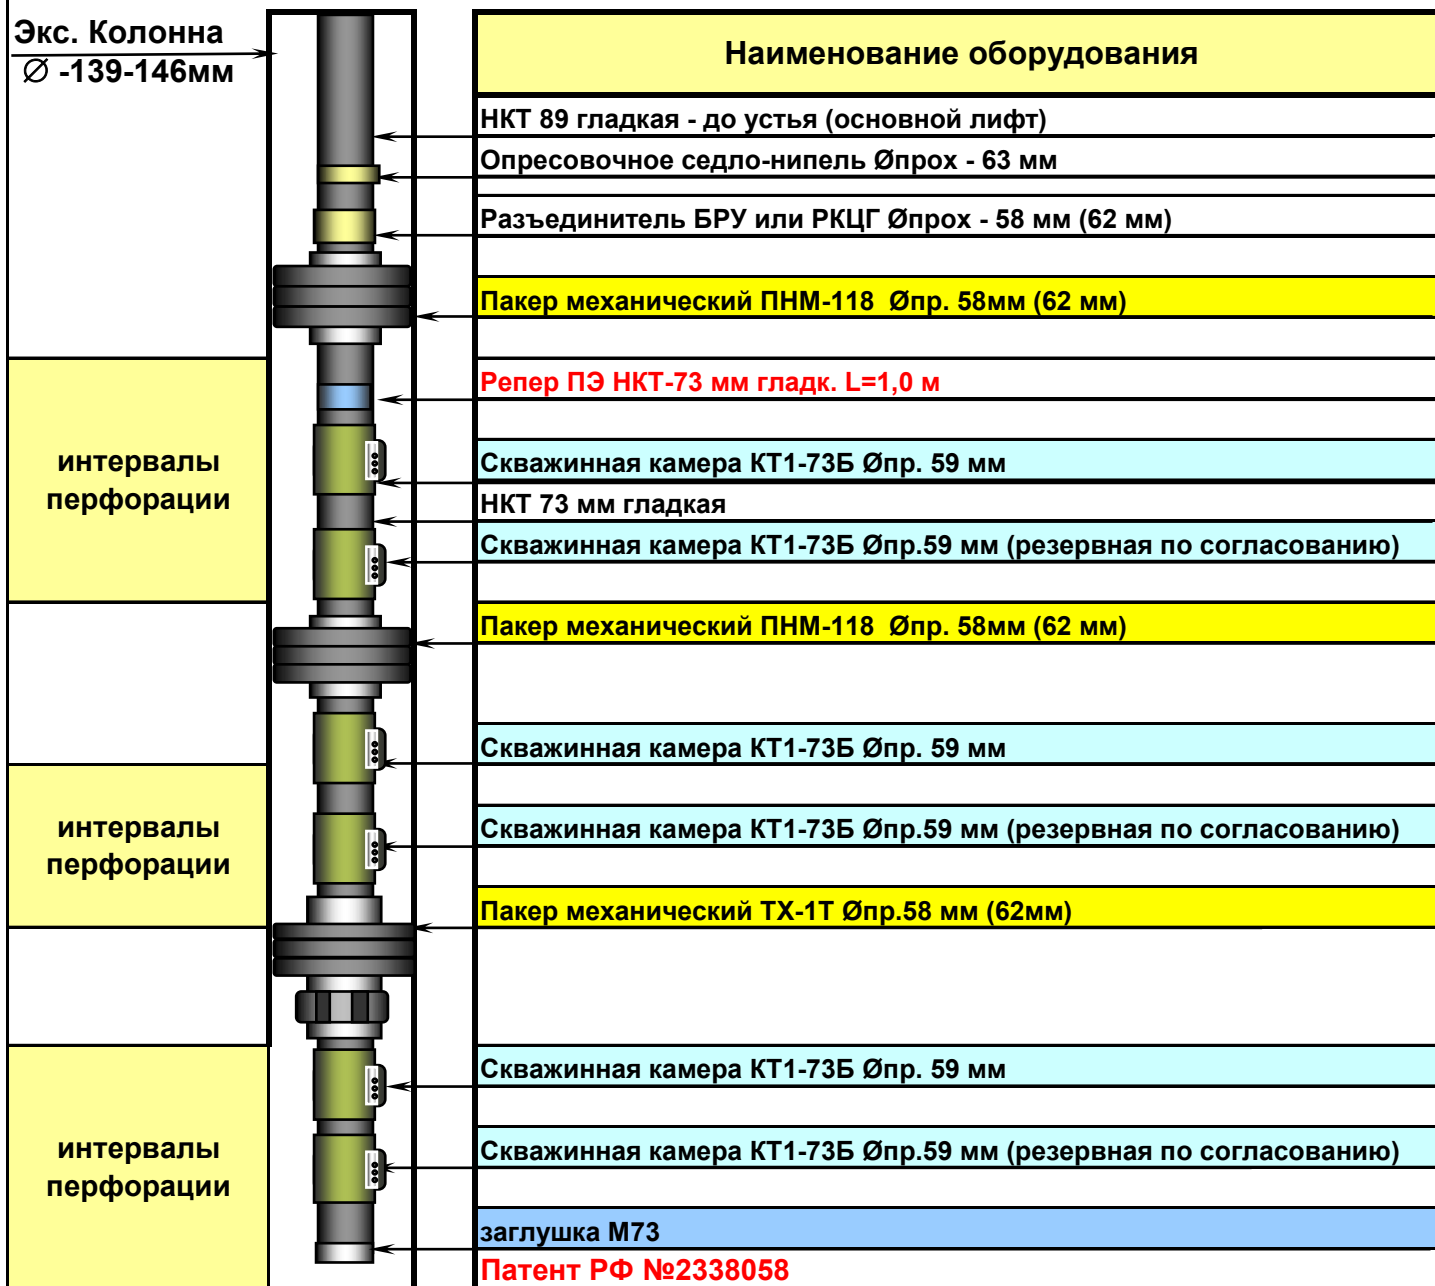 Экс. Колонна
Ø -139-146мм
Наименование оборудования
НКТ 89 гладкая - до устья (основной лифт)
Опресовочное седло-нипель Øпрох - 63 мм
Разъединитель БРУ или РКЦГ Øпрох - 58 мм (62 мм)
Пакер механический ПНМ-118 Øпр. 58мм (62 мм)
Репер ПЭ НКТ-73 мм гладк. L=1,0 м
интервалы
перфорации
Скважинная камера КТ1-73Б Øпр. 59 мм
НКТ 73 мм гладкая
Скважинная камера КТ1-73Б Øпр.59 мм (резервная по согласованию)
Пакер механический ПНМ-118 Øпр. 58мм (62 мм)
Скважинная камера КТ1-73Б Øпр. 59 мм
интервалы
перфорации
Скважинная камера КТ1-73Б Øпр.59 мм (резервная по согласованию)
Пакер механический ТХ-1Т Øпр.58 мм (62мм)
Скважинная камера КТ1-73Б Øпр. 59 мм
интервалы
перфорации
Скважинная камера КТ1-73Б Øпр.59 мм (резервная по согласованию)
заглушка М73
Патент РФ №2338058